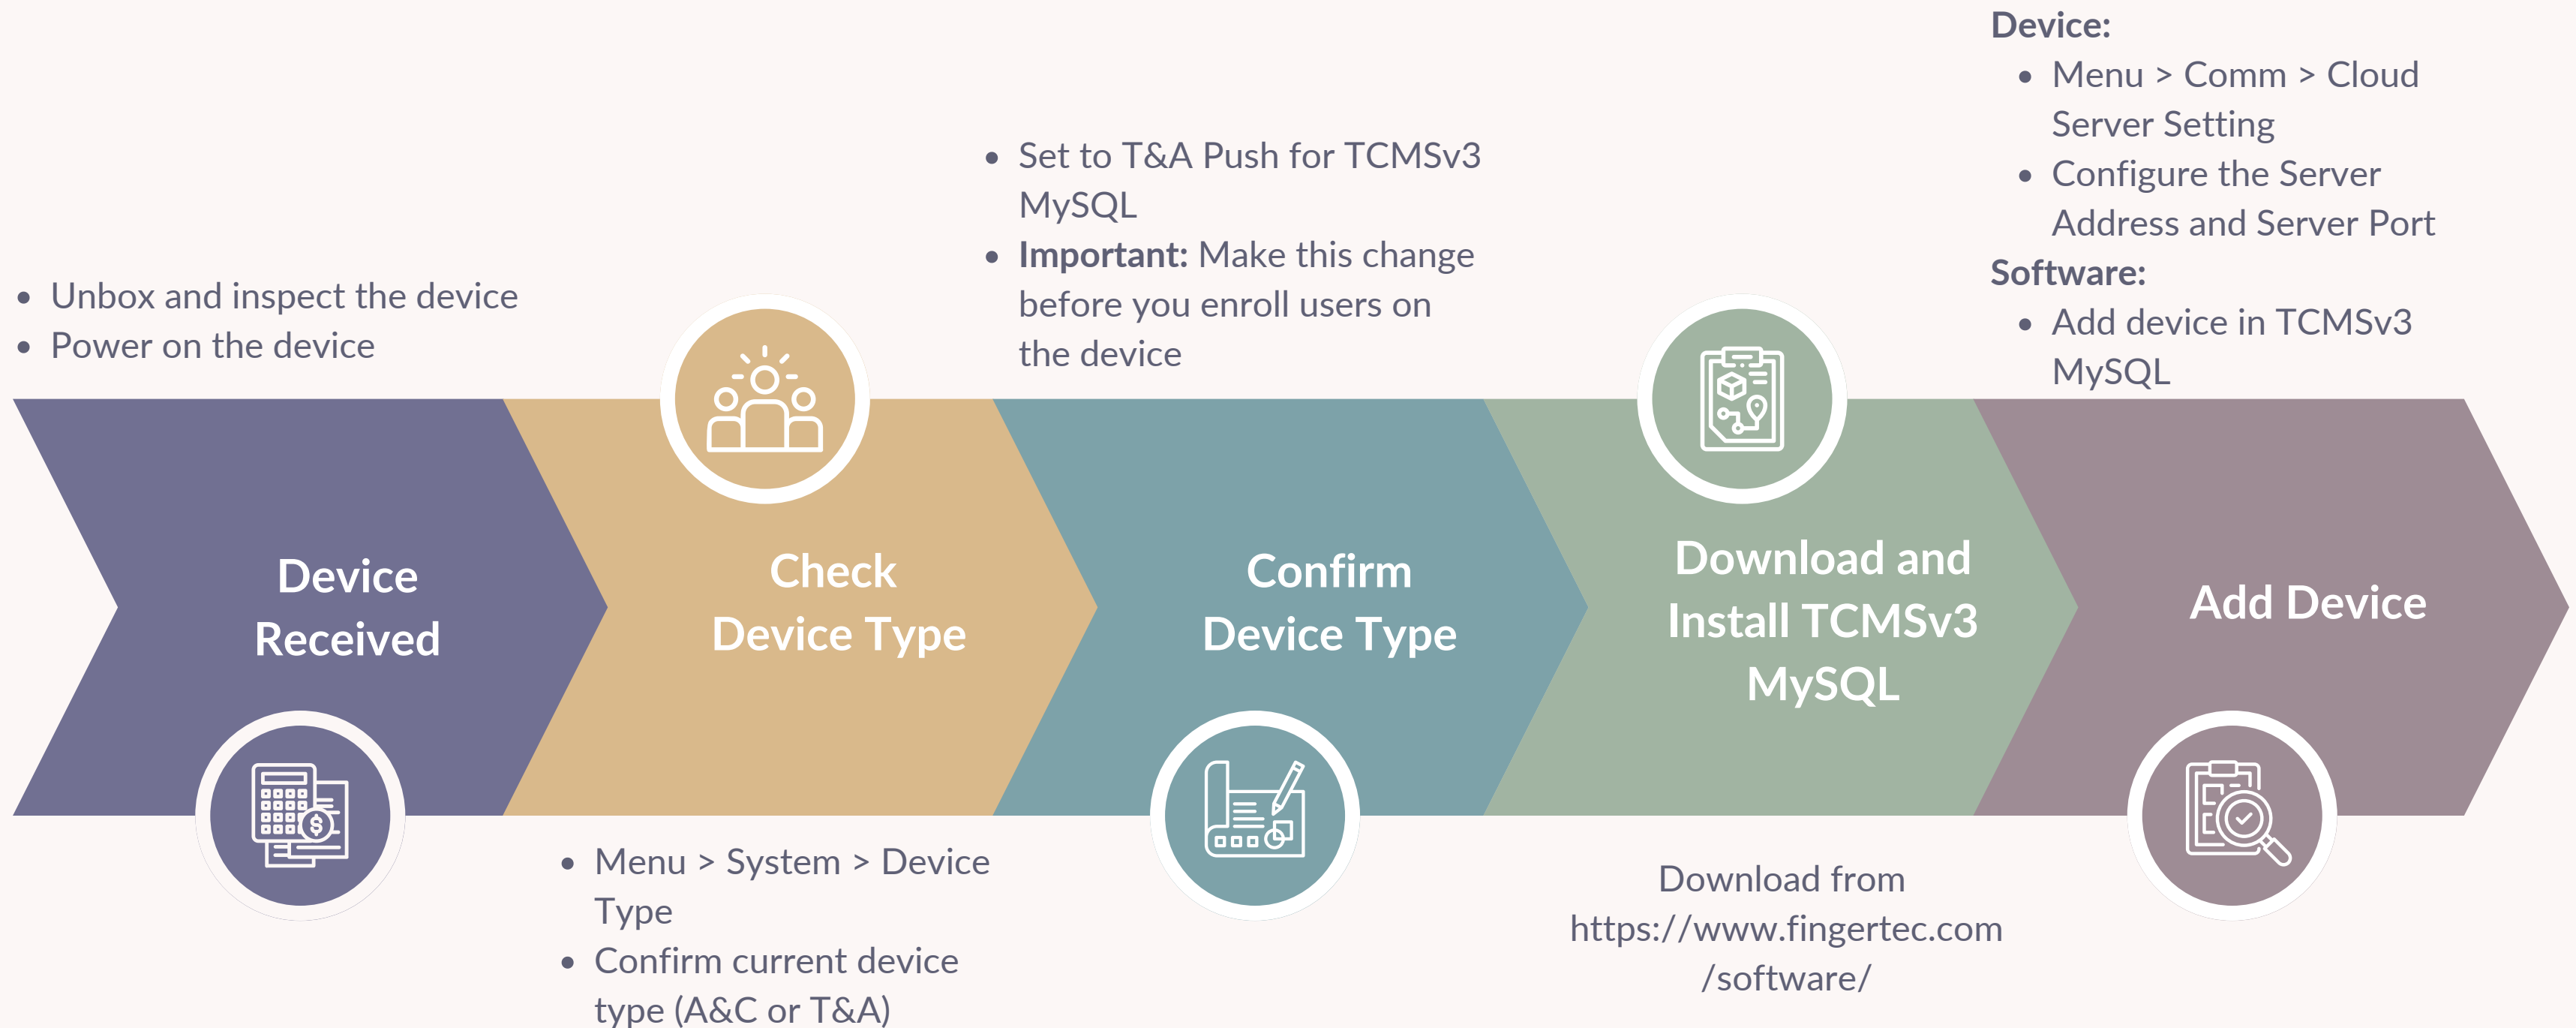 • Unbox and inspect the device
• Power on the device
Device
Received
Check
Device Type
• Menu > System > Device
Type
• Confirm current device
type (A&C or T&A)
• Set to T&A Push for TCMSv3
MySQL
• Important: Make this change
before you enroll users on
the device
Confirm
Device Type
Download and
Install TCMSv3
MySQL
Download from
https://www.fingertec.com
/software/
Device:
• Menu > Comm > Cloud
Server Setting
• Configure the Server
Address and Server Port
Software:
• Add device in TCMSv3
MySQL
Add Device
$